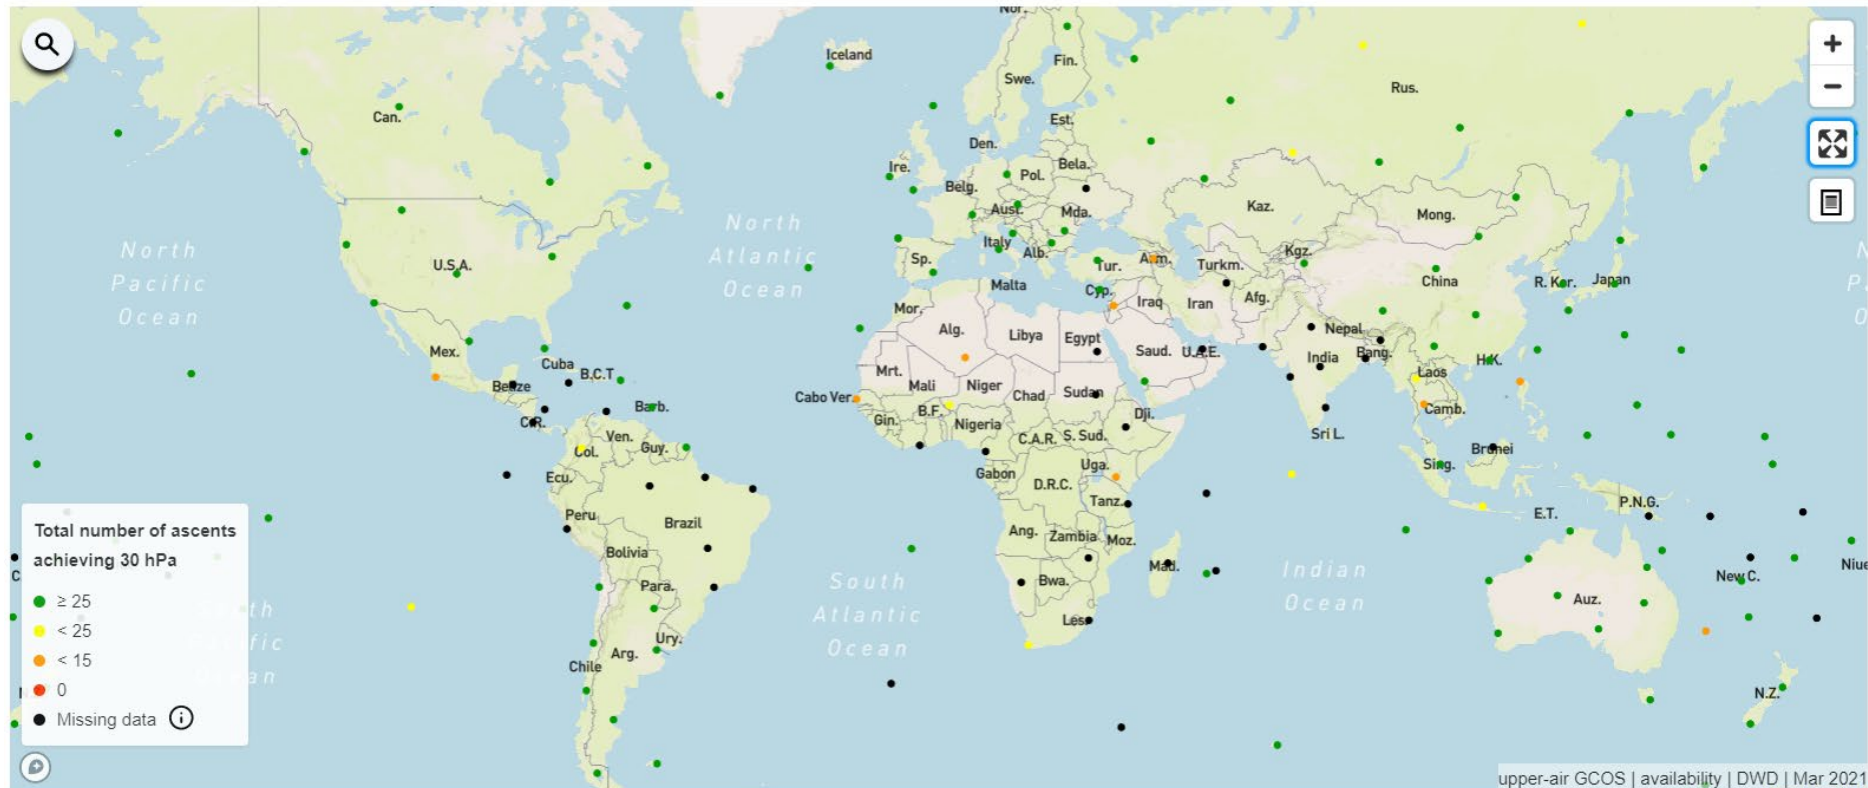 Nor.
Iceland
Fin.
Swe.
Rus.
Can.
Est.
Den.
Ire.
Bela.
Pol.
Belg.
Aust.
Mda.
Kaz.
Mong.
North
Atlantic
Ocean
North
Pacific
Ocean
Italy
Alb.
Sp.
Tur.
Turkm.
Kgz.
U.S.A.
Malta
Cyp.
Iraq
Iran
Afg.
China
R. Kor.
Japan
Mor.
Alg.
Libya
Egypt
Saud.
U.A.E.
Nepal
India
Bang.
H.K.
Laos
Mex.
Cuba
Belize
B.C.T
Mrt.
Mali
Niger
Chad
Sudan
Cabo Ver.
B.F.
Gin.
Nigeria
Dji.
Camb.
Barb.
C.R.
Ven.
Guy.
Col.
C.A.R.
S. Sud.
Sri L.
Brunei
Ecu.
Gabon
Uga.
D.R.C.
Sing.
Tanz.
P.N.G.
E.T.
Peru
Brazil
Ang.
Zambia
Moz.
Bolivia
Para.
Bwa.
Mad.
New C.
Niue
South
Atlantic
Ocean
Indian
Ocean
Auz.
Les.
Ury.
Arg.
Chile
N.Z.
Total number of ascents
achieving 30 hPa
≥ 25
< 25
< 15
0
Missing data
upper-air GCOS | availability | DWD | Mar 2021